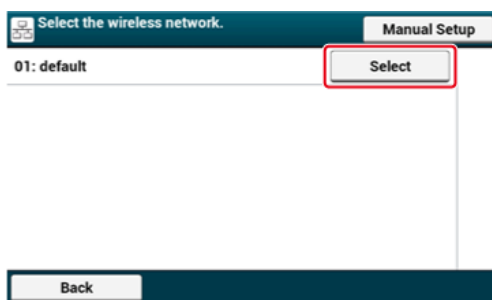 Select the wireless network.
Manual Setup
01: default
Select
Back